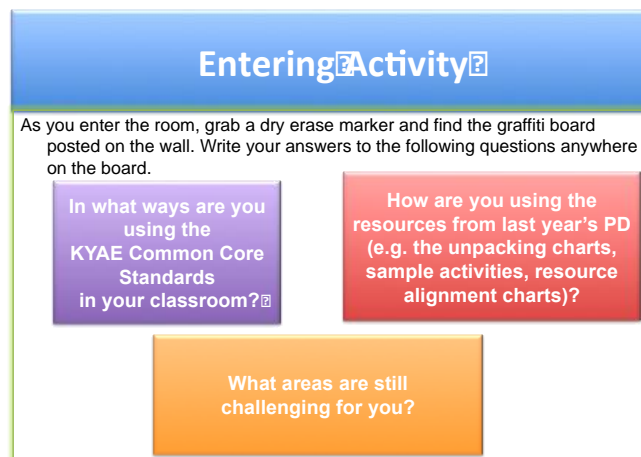 Entering Activity
As you enter the room, grab a dry erase marker and find the graffiti board
posted on the wall. Write your answers to the following questions anywhere
on the board.
In what ways are you
using the
KYAE Common Core
Standards
in your classroom?
How are you using the
resources from last year's PD
(e.g. the unpacking charts,
sample activities, resource
alignment charts)?
What areas are still
challenging for you?